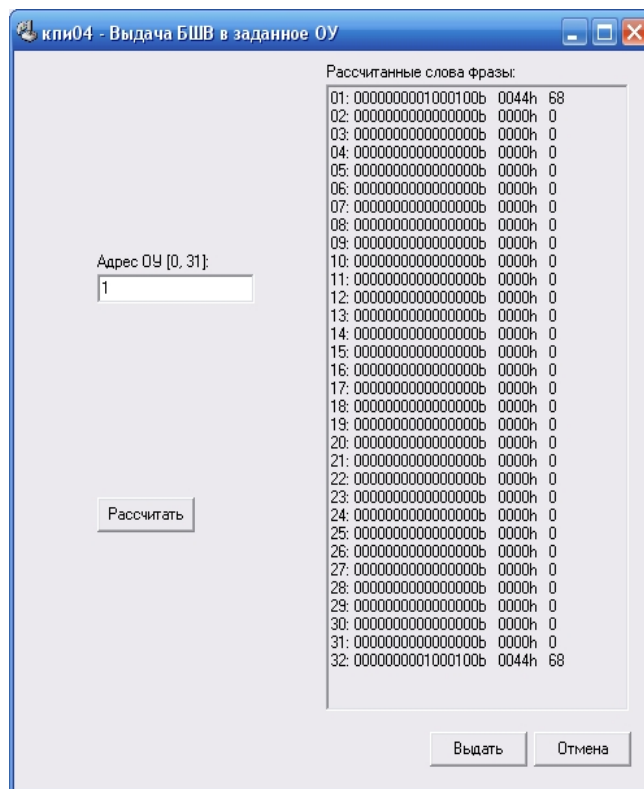 кпи04 - Выдача БШВ в заданное ОУ
Рассчитанные слова фразы:
01: 0000000001000100b 0044h 68
02: 0000000000000000b 0000h 0
03: 0000000000000000b 0000h 0
04: 0000000000000000b 0000h 0
05: 0000000000000000b 0000h 0
06: 0000000000000000b 0000h 0
07: 0000000000000000b 0000h 0
08: 0000000000000000b 0000h 0
09: 0000000000000000b 0000h 0
10: 0000000000000000b 0000h 0
11: 0000000000000000b 0000h 0
12: 0000000000000000b 0000h 0
13: 0000000000000000b 0000h 0
14: 0000000000000000b 0000h 0
15: 0000000000000000b 0000h 0
16: 0000000000000000b 0000h 0
17: 0000000000000000b 0000h 0
18: 0000000000000000b 0000h 0
19: 0000000000000000b 0000h 0
20: 0000000000000000b 0000h 0
21: 0000000000000000b 0000h 0
22: 0000000000000000b 0000h 0
23: 0000000000000000b 0000h 0
24: 0000000000000000b 0000h 0
25: 0000000000000000b 0000h 0
26: 0000000000000000b 0000h 0
27: 0000000000000000b 0000h 0
28: 0000000000000000b 0000h 0
29: 0000000000000000b 0000h 0
30: 0000000000000000b 0000h 0
31: 0000000000000000b 0000h 0
32: 0000000001000100b 0044h 68
Адрес ОУ [0, 31]:
1
Рассчитать
Выдать
Отмена